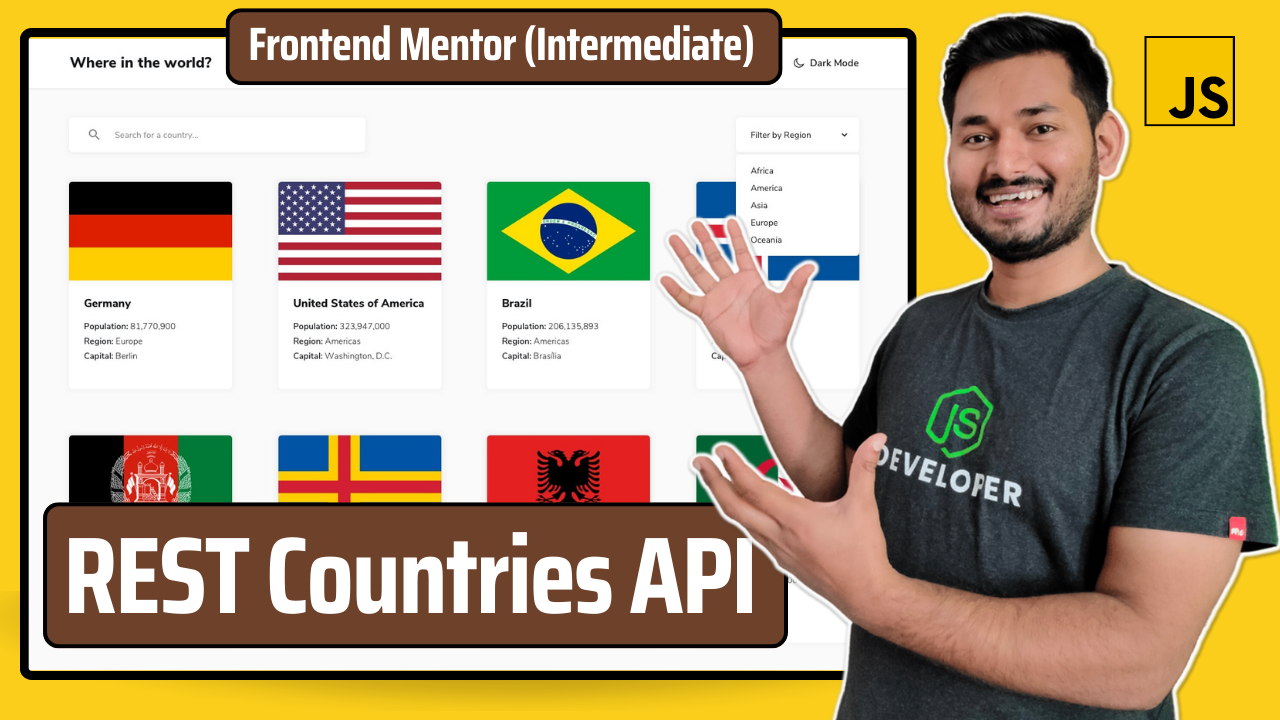 Frontend Mentor (Intermediate)
Where in the world?
Dark Mode
JS
Search for a country...
Filter by Region
Africa
America
Asia
Europe
Oceania
Germany
Population: 81,770,900
Region: Europe
Capital: Berlin
United States of America
Population: 323,947,000
Region: Americas
Capital: Washington, D.C.
Brazil
Population: 206,135,893
Region: Americas
Capital: Brasília
JS
DEVELOPER
REST Countries API